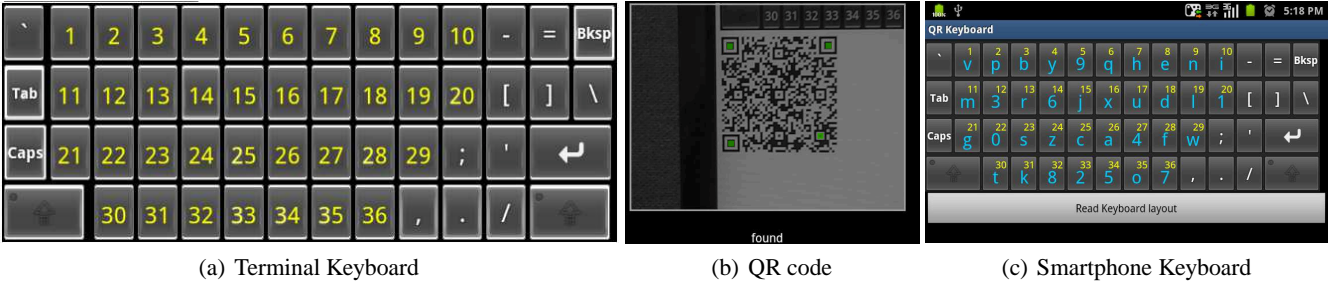 ` 1 2 3 4 5 6 7 8 9 10 - = Bksp
Tab 11 12 13 14 15 16 17 18 19 20 [ ] \
Caps 21 22 23 24 25 26 27 28 29 ; '
30 31 32 33 34 35 36 , . /
(a) Terminal Keyboard
30 31 32 33 34 35 36
found
(b) QR code
100% 3G 5:18 PM
QR Keyboard
1 2 3 4 5 6 7 8 9 10
` v p b y 9 q h e n i - = Bksp
11 12 13 14 15 16 17 18 19 20
Tab m 3 r 6 j x u d l 1 [ ] \
21 22 23 24 25 26 27 28 29
Caps g 0 s z c a 4 f w ; '
30 31 32 33 34 35 36
t k 8 2 5 o 7 , . /
Read Keyboard layout
(c) Smartphone Keyboard